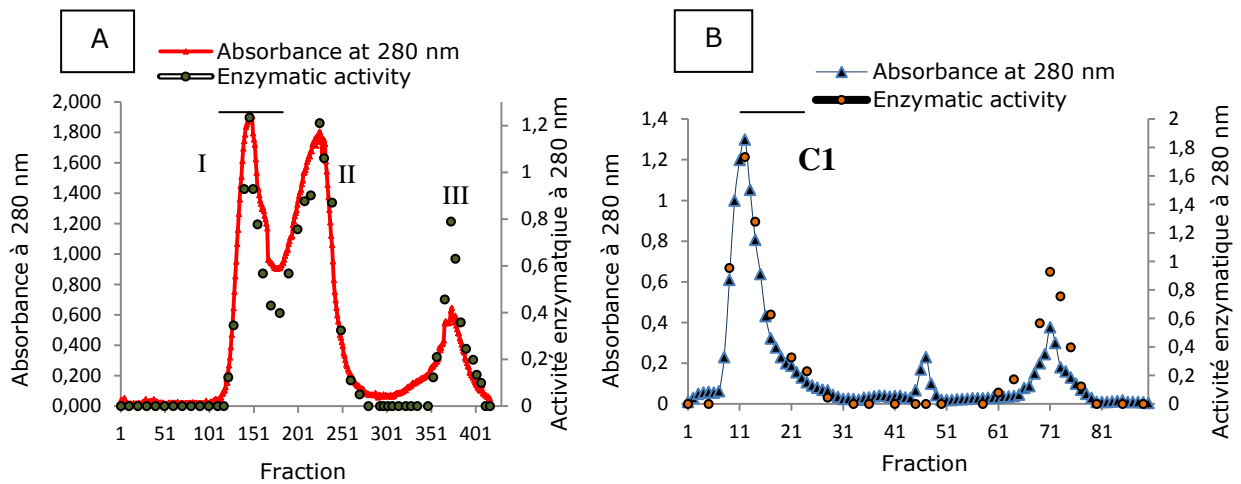 A
Absorbance at 280 nm
Enzymatic activity
Absorbance à 280 nm
2,000
1,800
1,600
1,400
1,200
1,000
0,800
0,600
0,400
0,200
0,000
I
II
III
1,2
1
0,8
0,6
0,4
0,2
0
Activité enzymatqiue à 280 nm
1 51 101 151 201 251 301 351 401
Fraction
B
Absorbance at 280 nm
Enzymatic activity
Absorbance à 280 nm
1,4
1,2
1
0,8
0,6
0,4
0,2
0
C1
2
1,8
1,6
1,4
1,2
1
0,8
0,6
0,4
0,2
0
Activité enzymatique à 280 nm
1 11 21 31 41 51 61 71 81
Fraction